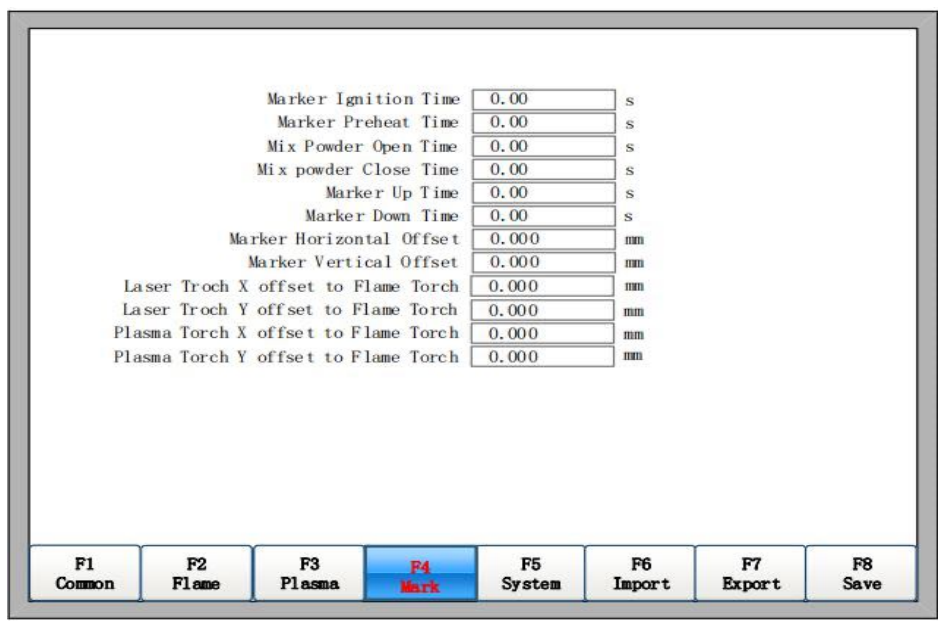 Marker Ignition Time 0.00 s
Marker Preheat Time 0.00 s
Mix Powder Open Time 0.00 s
Mix powder Close Time 0.00 s
Marker Up Time 0.00 s
Marker Down Time 0.00 s
Marker Horizontal Offset 0.000 mm
Marker Vertical Offset 0.000 mm
Laser Troch X offset to Flame Torch 0.000 mm
Laser Troch Y offset to Flame Torch 0.000 mm
Plasma Torch X offset to Flame Torch 0.000 mm
Plasma Torch Y offset to Flame Torch 0.000 mm
F1 F2 F3 F4 F5 F6 F7 F8
Common Flame Plasma Mark System Import Export Save